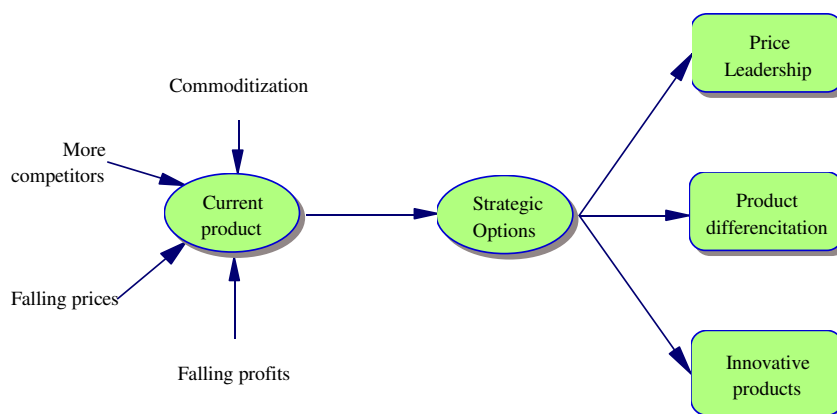 Commoditization
More
competitors
Falling prices
Falling profits
Current
product
Strategic
Options
Price
Leadership
Product
differencitation
Innovative
products